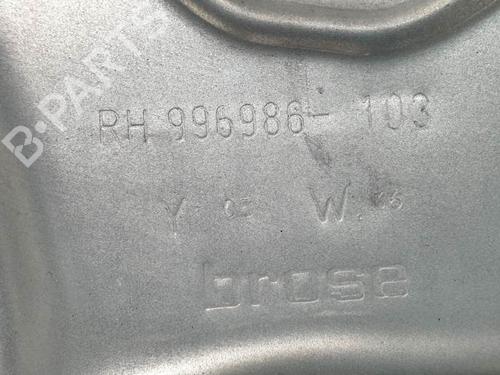 B-PARTS
RH 996986-103
Y W.
brose